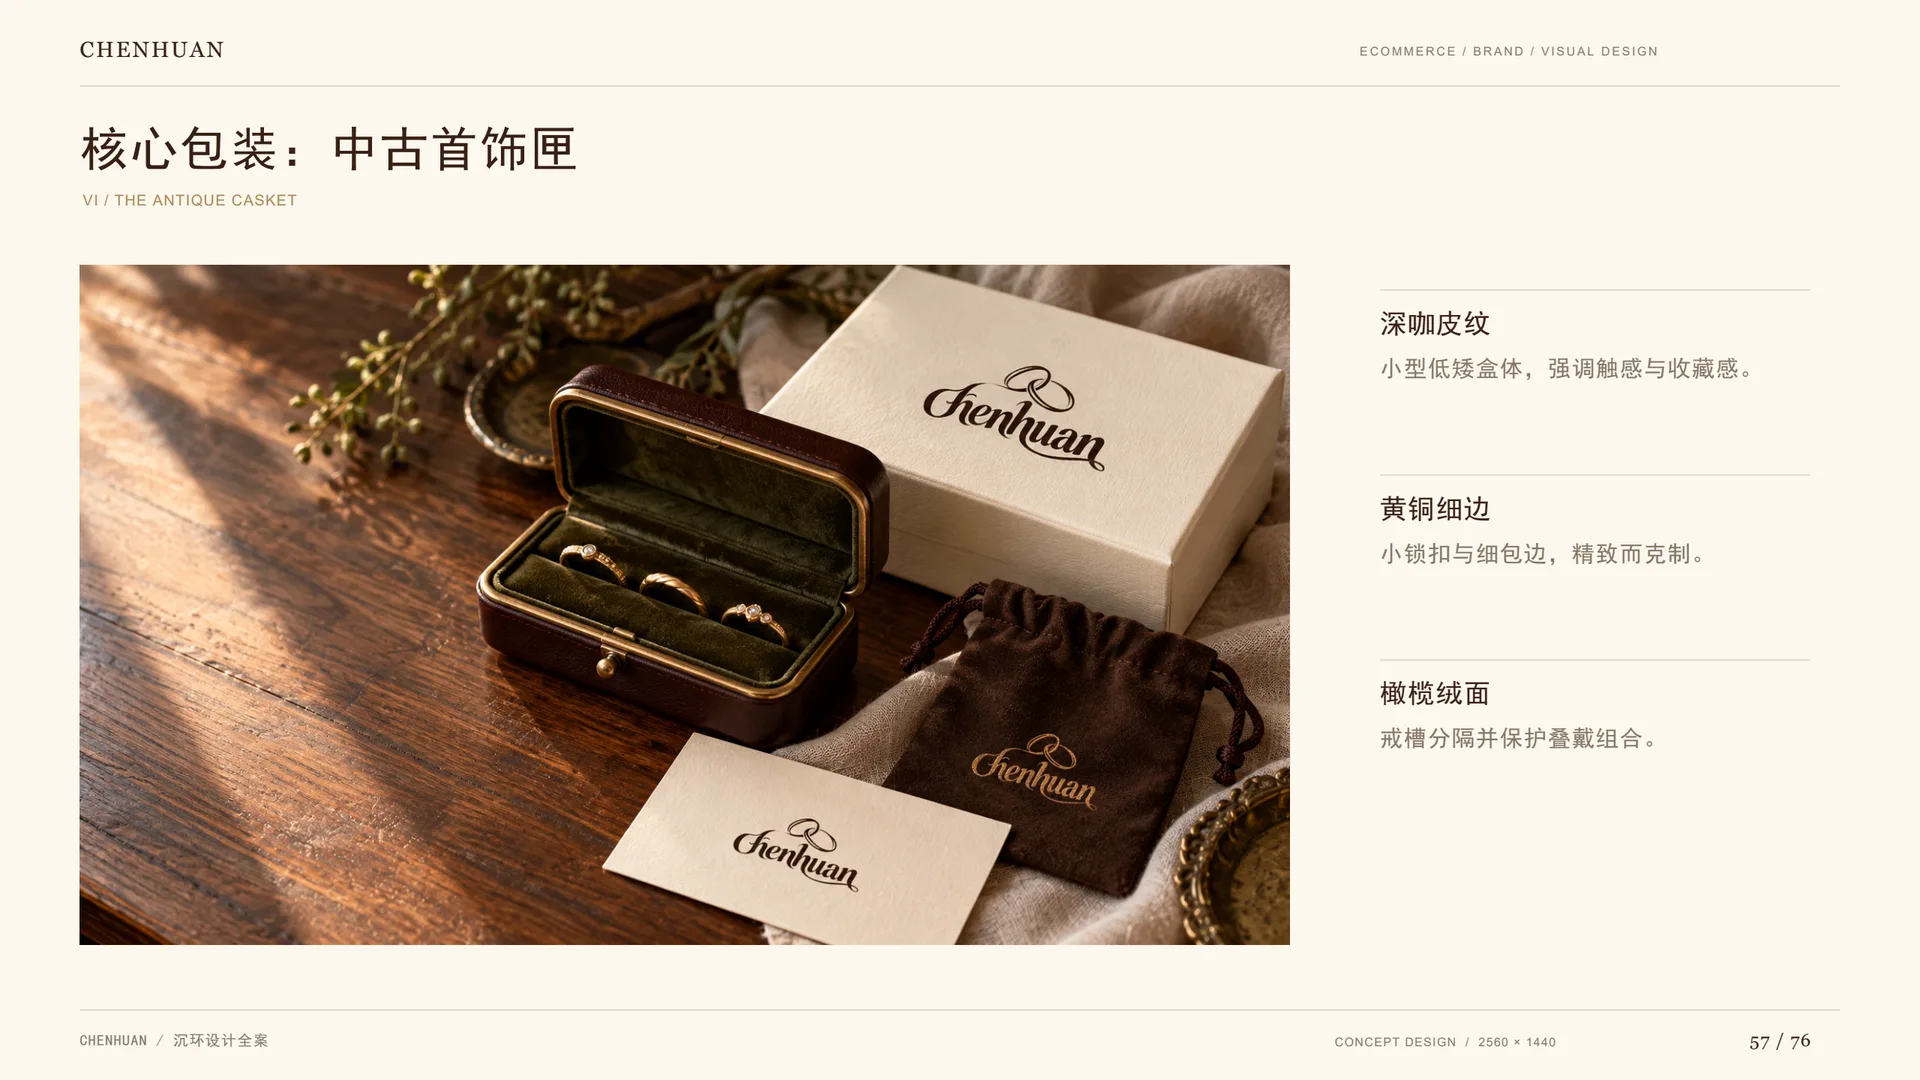 CHENHUAN
ECOMMERCE / BRAND / VISUAL DESIGN
核心包装：中古首饰匣
VI / THE ANTIQUE CASKET
Chenhuan
Chenhuan
Chenhuan
深咖皮纹
小型低矮盒体，强调触感与收藏感。
黄铜细边
小锁扣与细包边，精致而克制。
橄榄绒面
戒槽分隔并保护叠戴组合。
CHENHUAN / 沉环设计全案
CONCEPT DESIGN / 2560 × 1440
57 / 76